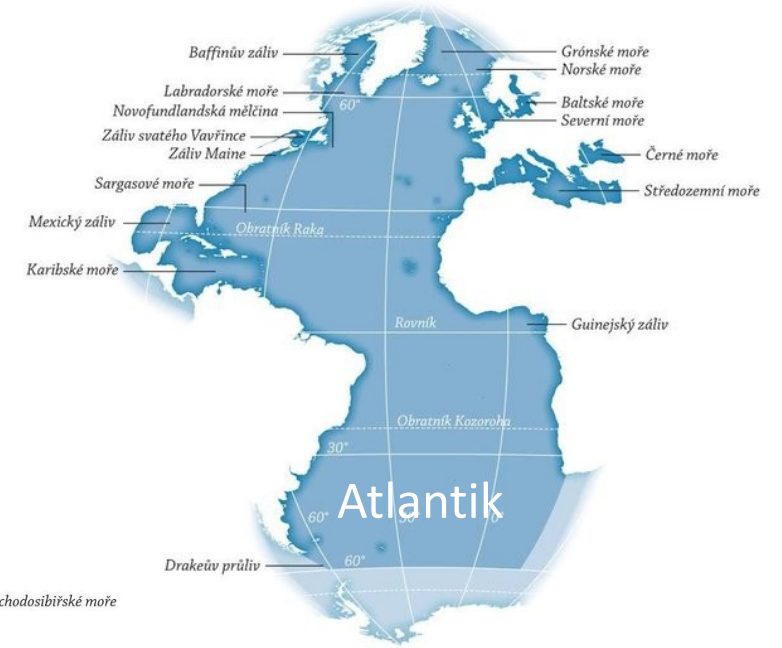 Baffinův záliv
Grónské moře
Norské moře
Labradorské moře
60°
Baltské moře
Novofundlandská mělčina
Severní moře
Záliv svatého Vavřince
Záliv Maine
Černé moře
Sargasové moře
Středozemní moře
Mexický záliv
Obratník Raka
Karibské moře
Rovník
Guinejský záliv
Obratník Kozoroha
30°
Atlantik
60°
30°
0°
Drakeův průliv
60°
chodosibiřské moře